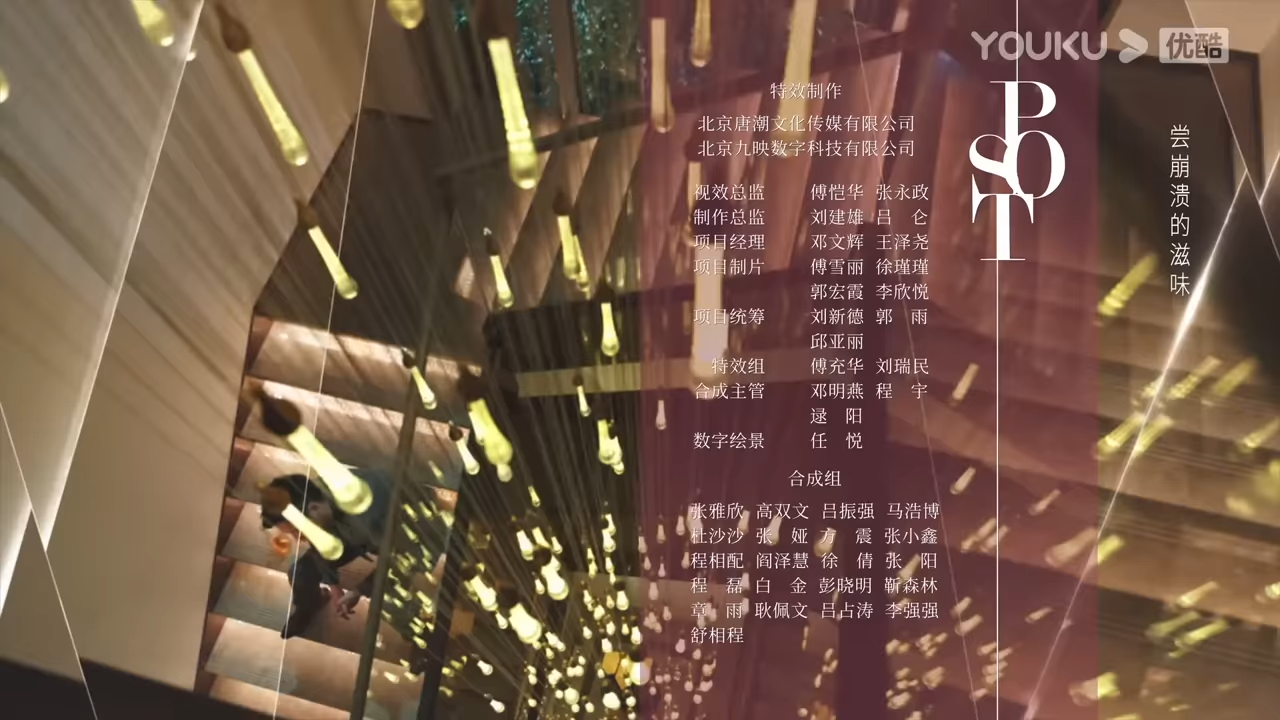 YOUKU 优酷
POST
尝崩溃的滋味
特效制作
北京唐潮文化传媒有限公司
北京九映数字科技有限公司
视效总监 傅恺华 张永政
制作总监 刘建雄 吕 仑
项目经理 邓文辉 王泽尧
项目制片 傅雪丽 徐瑾瑾
郭宏霞 李欣悦
项目统筹 刘新德 郭 雨
邱亚丽
特效组 傅充华 刘瑞民
合成主管 邓明燕 程 宇
逯 阳
数字绘景 任 悦
合成组
张雅欣 高双文 吕振强 马浩博
杜沙沙 张 娅 方 震 张小鑫
程相配 阎泽慧 徐 倩 张 阳
程 磊 白 金 彭晓明 靳森林
章 雨 耿佩文 吕占涛 李强强
舒相程